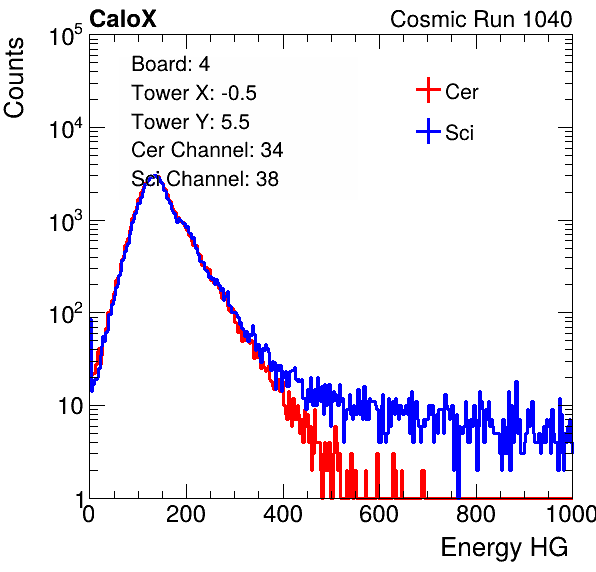 CaloX Cosmic Run 1040
Counts
Board: 4
Tower X: -0.5
Tower Y: 5.5
Cer Channel: 34
Sci Channel: 38
Cer
Sci
10^5
10^4
10^3
10^2
10
1
0 200 400 600 800 1000
Energy HG